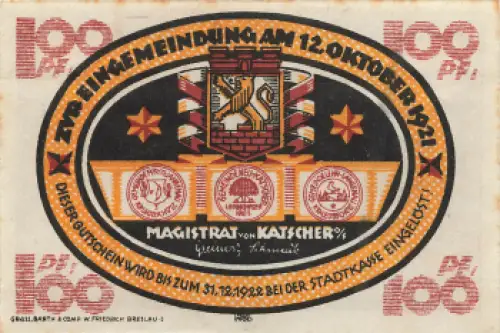 100 PF.
100 PF.
ZUR EINGEMEINDUNG AM 12. OKTOBER 1921
MAGISTRAT VON KATSCHER O/S
DIESER GUTSCHEIN WIRD BIS ZUM 31.12.1922 BEI DER STADTKASSE EINGELÖST!
PF. 100
PF. 100
GRASS, BARTH & COMP. W. FRIEDRICH BRESLAU-I